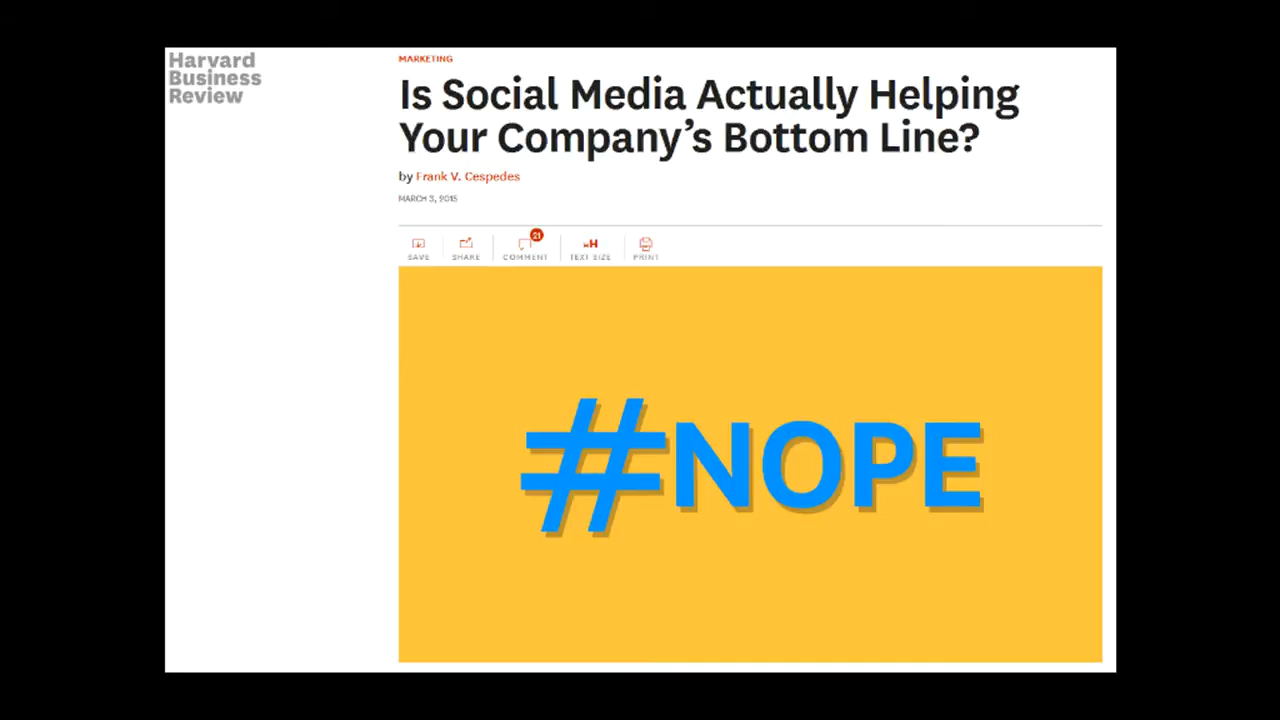 Harvard
Business
Review
MARKETING
Is Social Media Actually Helping
Your Company's Bottom Line?
by Frank V. Cespedes
MARCH 3, 2015
21
SAVE SHARE COMMENT TEXT SIZE PRINT
#NOPE